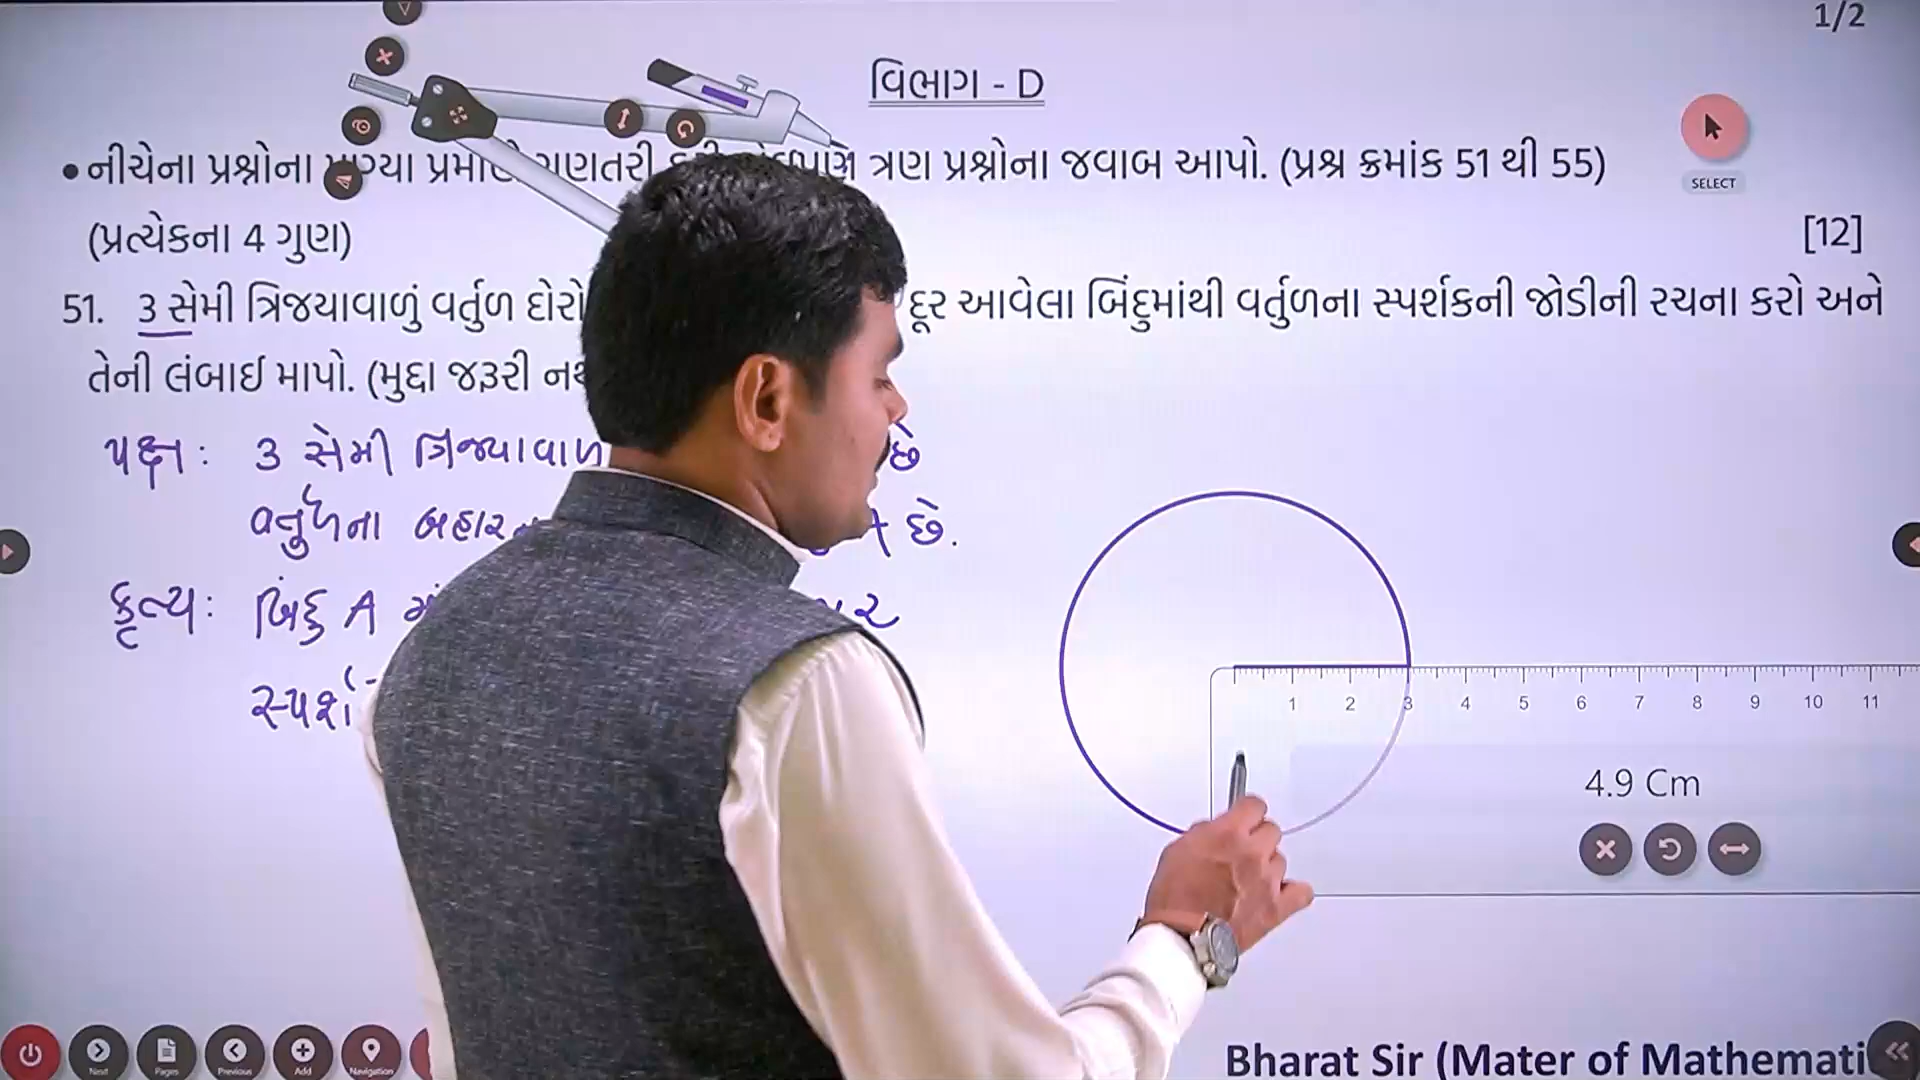 1/2
વિભાગ - D
SELECT
• નીચેના પ્રશ્નોના પ્રમાણે ગણતરી ત્રણ પ્રશ્નોના જવાબ આપો. (પ્રશ્ન ક્રમાંક 51 થી 55)
(પ્રત્યેકના 4 ગુણ) [12]
51. 3 સેમી ત્રિજયાવાળું વર્તુળ દોરો દૂર આવેલા બિંદુમાંથી વર્તુળના સ્પર્શકની જોડીની રચના કરો અને
તેની લંબાઈ માપો. (મુદ્દા જરૂરી
પક્ષ : 3 સેમી ત્રિજ્યાવાળ છે
વર્તુળના બહાર છે.
કૃત્ય : બિંદુ A
1 2 3 4 5 6 7 8 9 10 11
4.9 Cm
Next Pages Previous Add Navigation
Bharat Sir (Mater of Mathemati